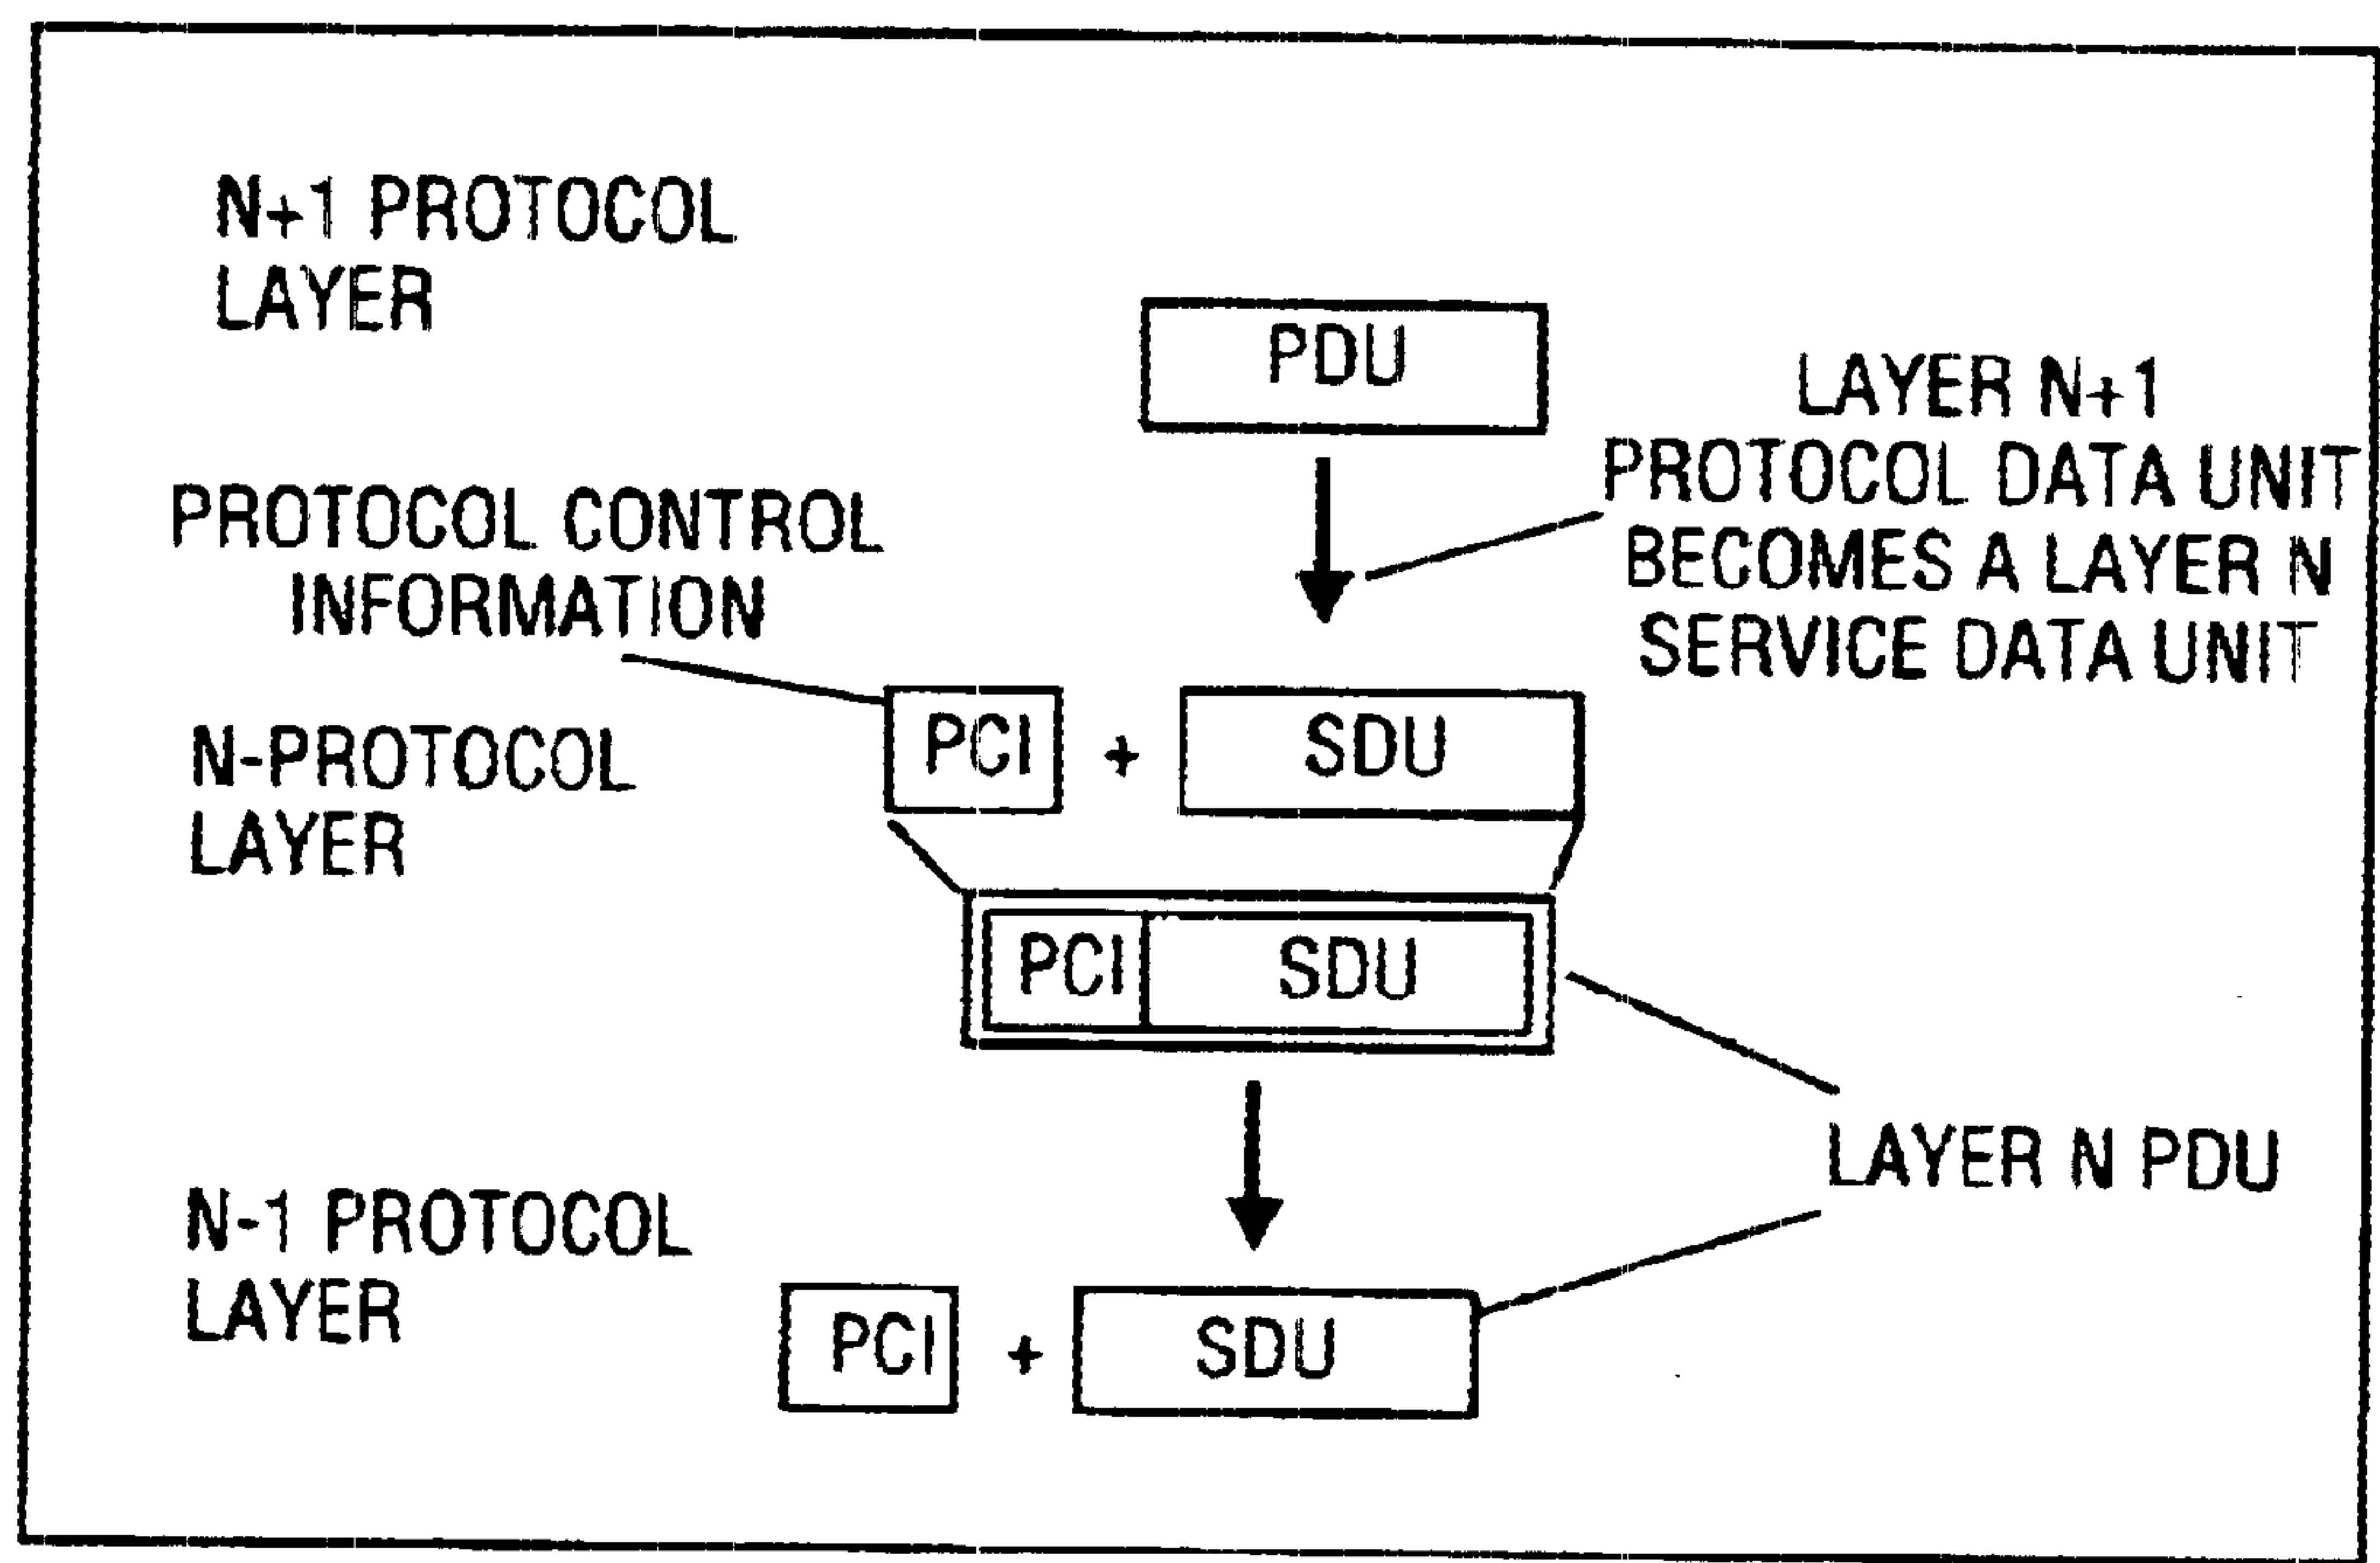 N+1 PROTOCOL
LAYER
PDU
LAYER N+1
PROTOCOL DATA UNIT
BECOMES A LAYER N
SERVICE DATA UNIT
PROTOCOL CONTROL
INFORMATION
N-PROTOCOL
LAYER
PCI + SDU
PCI SDU
LAYER N PDU
N-1 PROTOCOL
LAYER
PCI + SDU